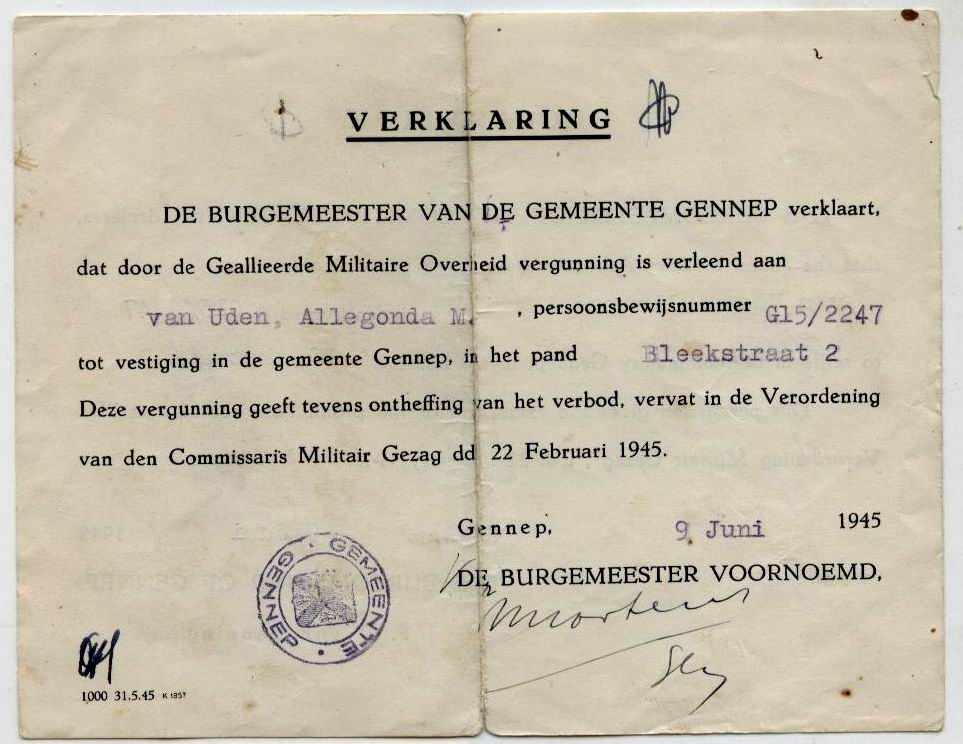 VERKLARING
DE BURGEMEESTER VAN DE GEMEENTE GENNEP verklaart,
dat door de Geallieerde Militaire Overheid vergunning is verleend aan
van Uden, Allegonda M. , persoonsbewijsnummer G15/2247
tot vestiging in de gemeente Gennep, in het pand Bleekstraat 2
Deze vergunning geeft tevens ontheffing van het verbod, vervat in de Verordening
van den Commissaris Militair Gezag dd 22 Februari 1945.
Gennep, 9 Juni 1945
DE BURGEMEESTER VOORNOEMD,
GEMEENTE GENNEP
1000 31.5.45 K 1857